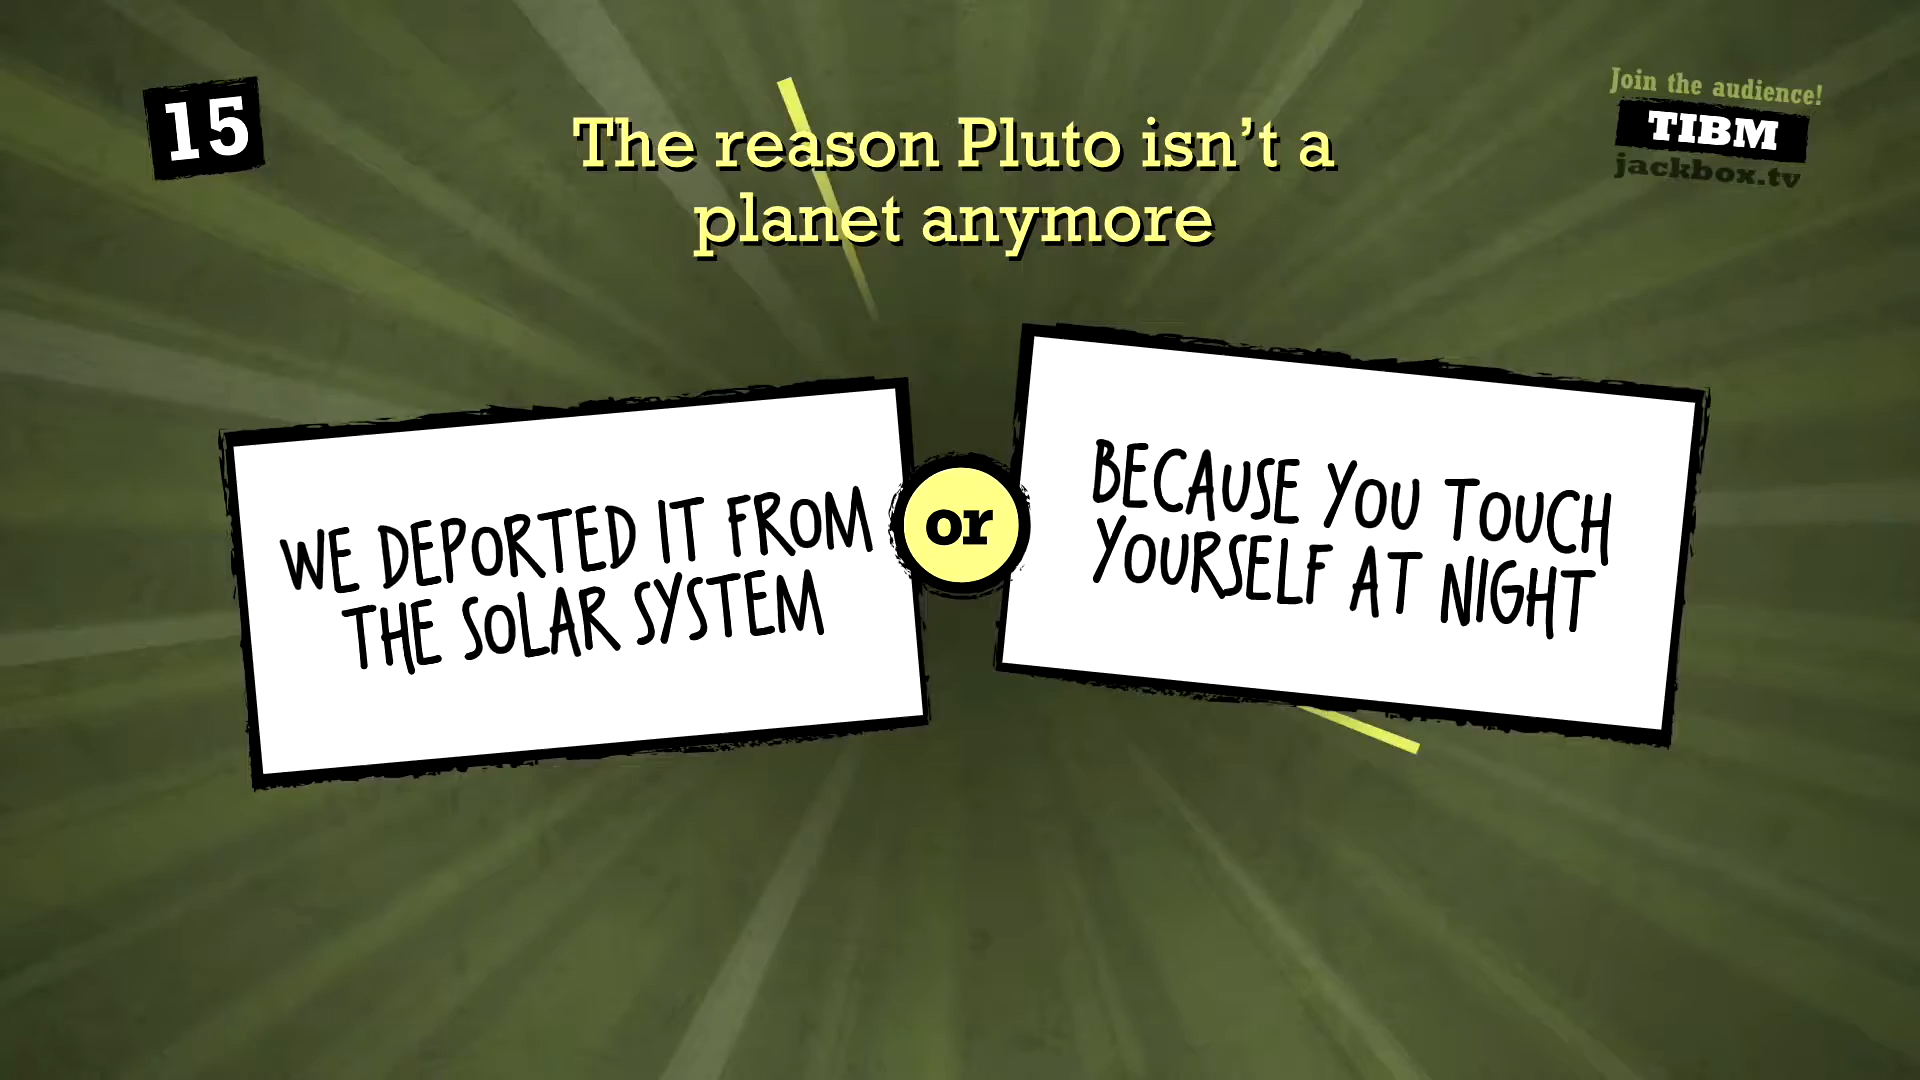 15
The reason Pluto isn’t a
planet anymore
Join the audience!
TIBM
jackbox.tv
WE DEPORTED IT FROM
THE SOLAR SYSTEM
or
BECAUSE YOU TOUCH
YOURSELF AT NIGHT